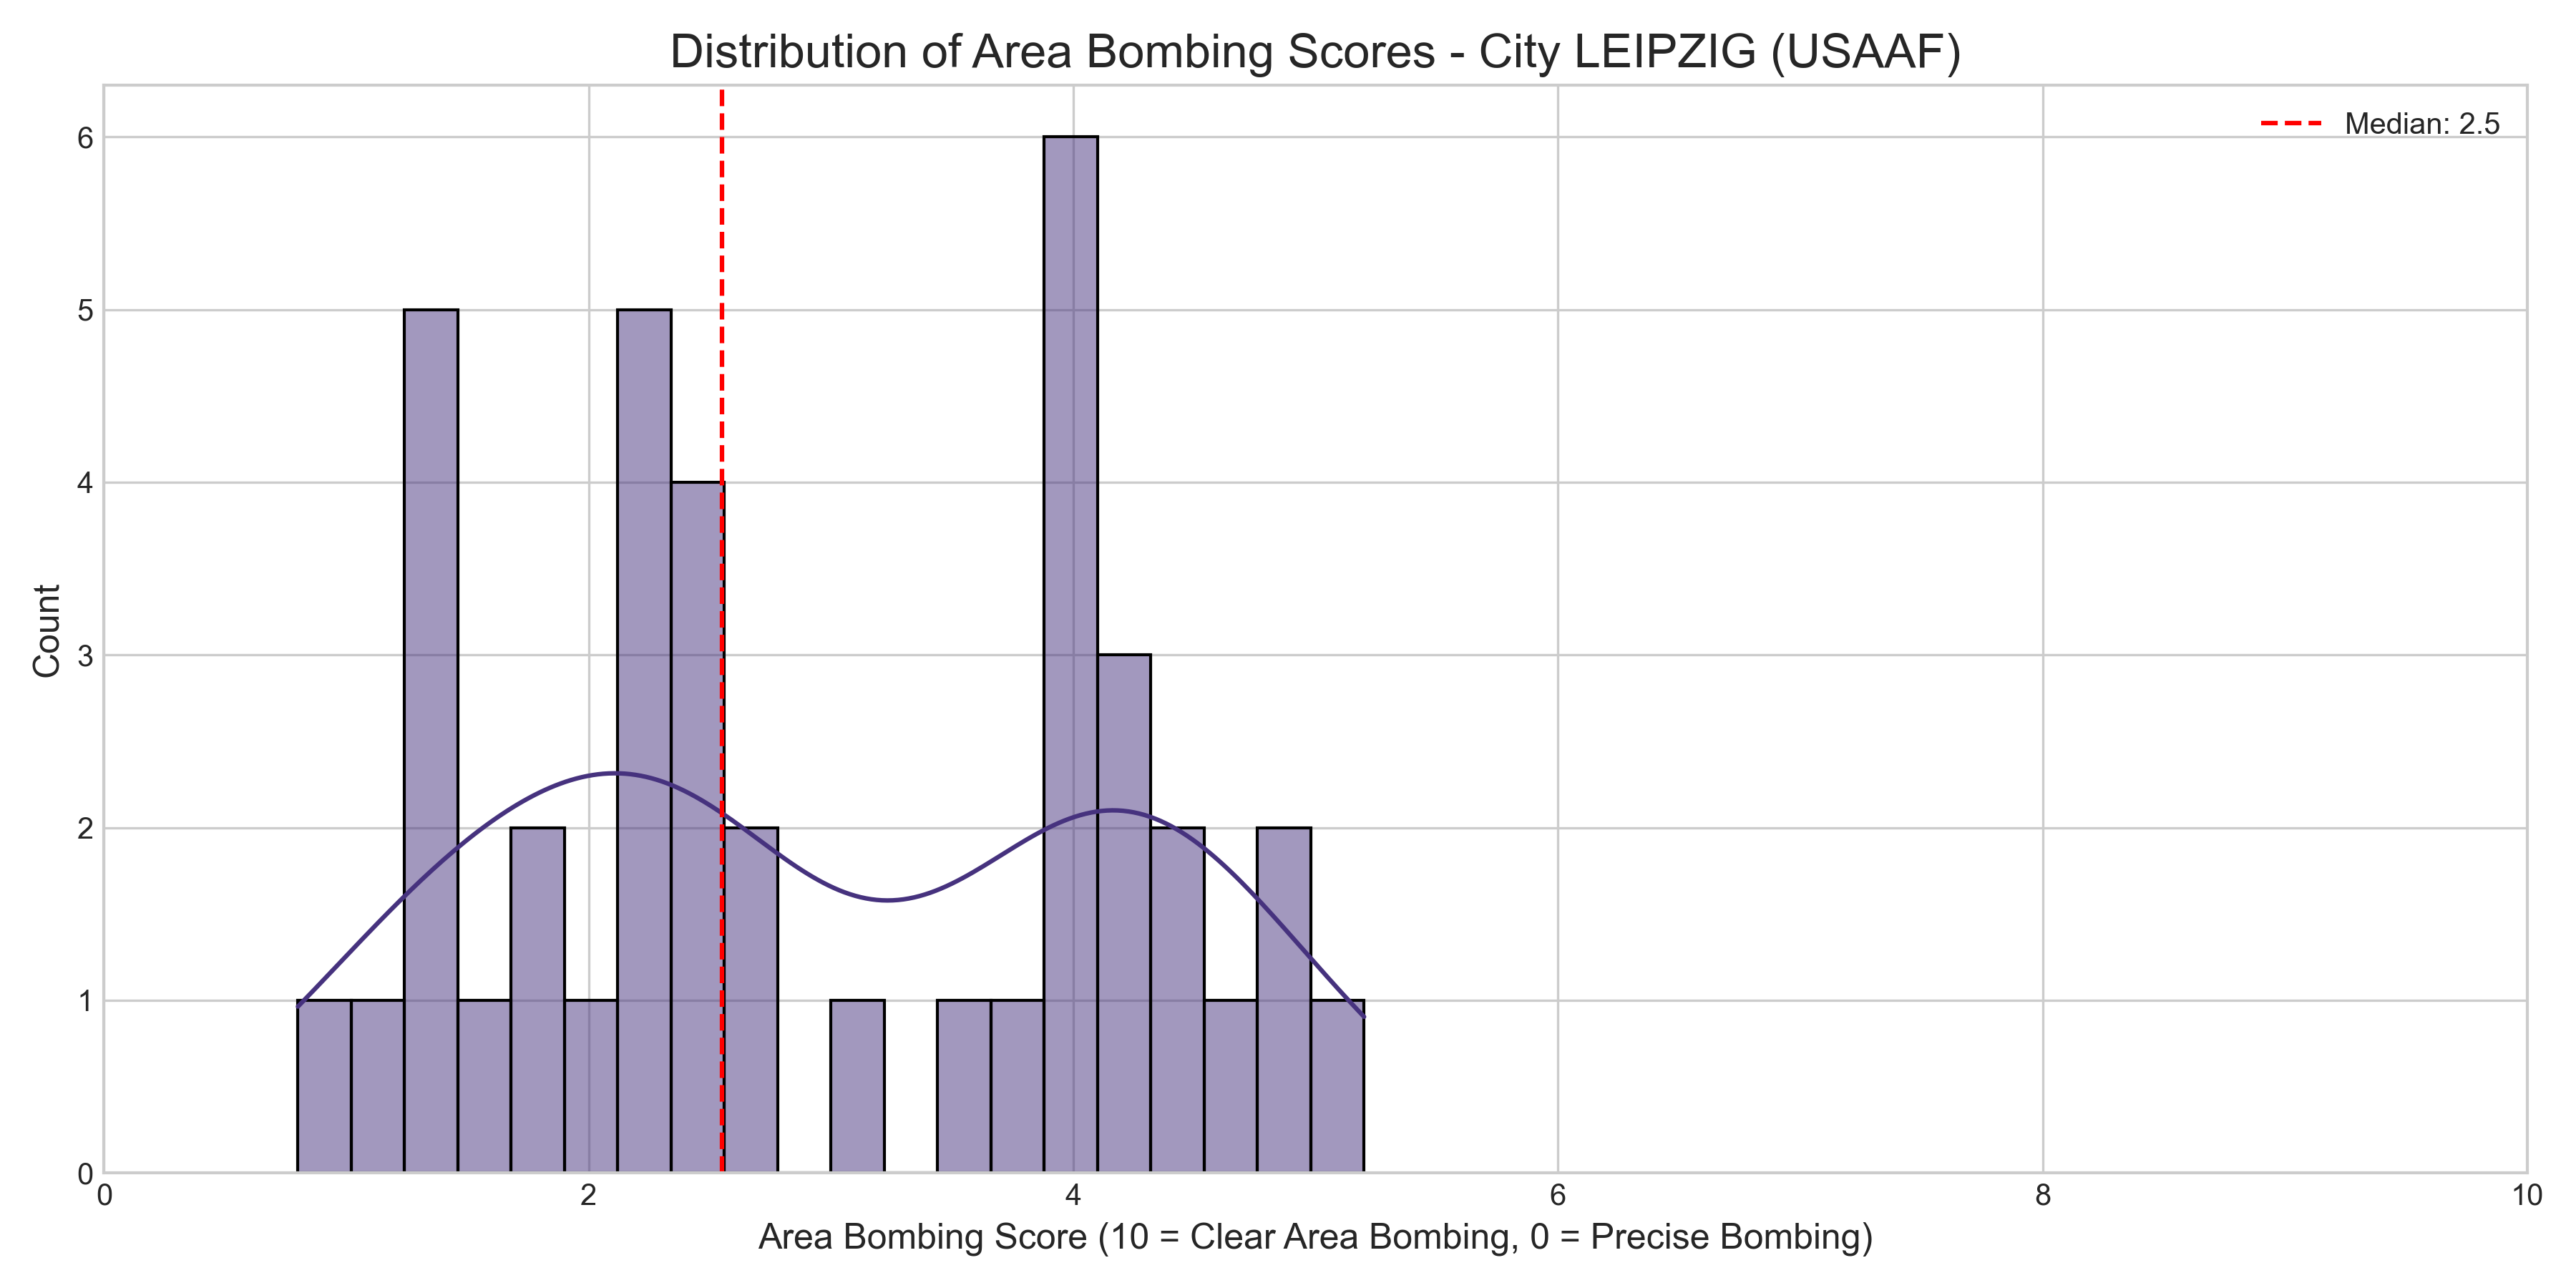 Distribution of Area Bombing Scores - City LEIPZIG (USAAF)
Median: 2.5
6
5
4
3
2
1
0
Count
0 2 4 6 8 10
Area Bombing Score (10 = Clear Area Bombing, 0 = Precise Bombing)